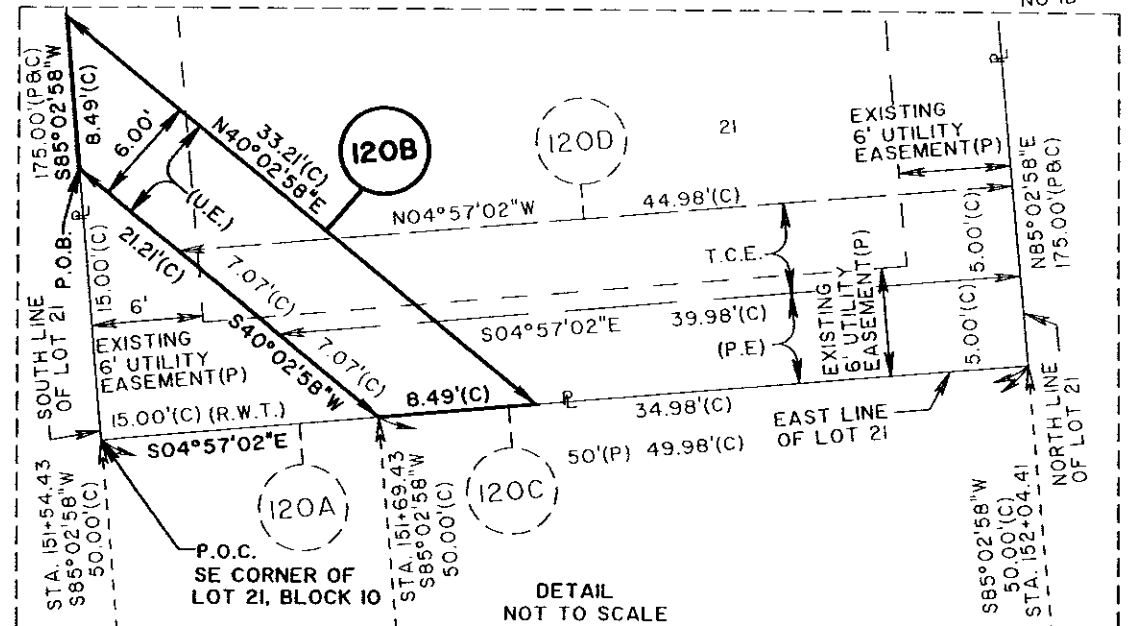 NO ID
175.00'(P&C)
S85°02'58"W
8.49'(C)
6.00'
(U.E.)
33.21'(C)
N40°02'58"E
120B
120D
21
EXISTING
6' UTILITY
EASEMENT(P)
N04°57'02"W 44.98'(C)
N85°02'58"E
175.00'(P&C)
P.O.B.
15.00'(C)
21.21'(C)
7.07'(C)
T.C.E.
5.00'(C)
SOUTH LINE
OF LOT 21
6'
EXISTING
6' UTILITY
EASEMENT(P)
S40°02'58"W
7.07'(C)
S04°57'02"E 39.98'(C)
(P.E)
EXISTING
6' UTILITY
EASEMENT(P)
5.00'(C)
15.00'(C) (R.W.T.)
S04°57'02"E
8.49'(C)
34.98'(C)
50'(P) 49.98'(C)
EAST LINE
OF LOT 21
NORTH LINE
OF LOT 21
120A
120C
STA. 151+54.43
S85°02'58"W
50.00'(C)
P.O.C.
SE CORNER OF
LOT 21, BLOCK 10
STA. 151+69.43
S85°02'58"W
50.00'(C)
DETAIL
NOT TO SCALE
S85°02'58"W
50.00'(C)
STA. 152+04.41